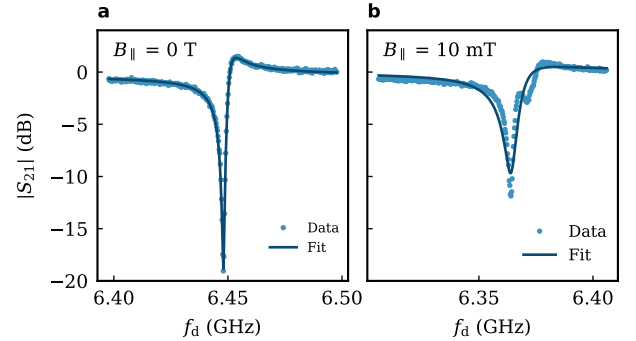 a
b
B∥ = 0 T
B∥ = 10 mT
|S21| (dB)
0
−5
−10
−15
−20
Data
Fit
Data
Fit
6.40
6.45
6.50
6.35
6.40
fd (GHz)
fd (GHz)